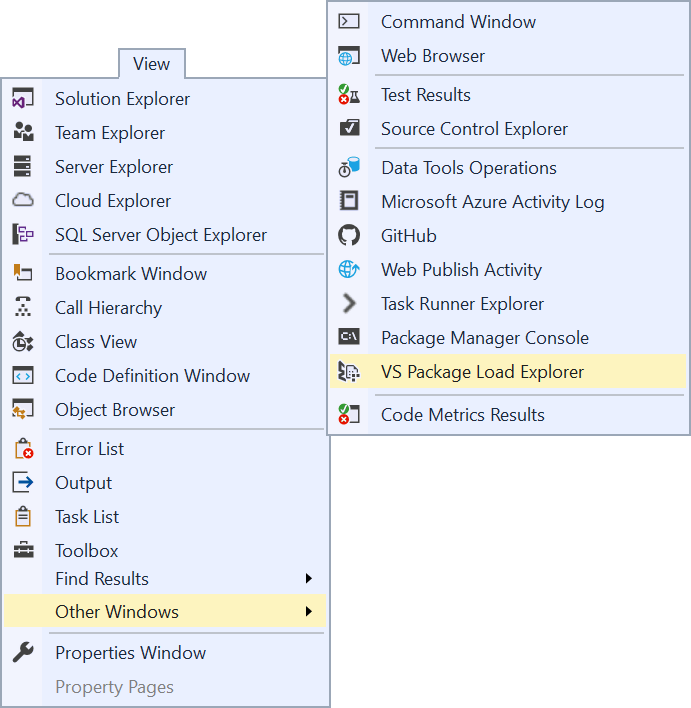 View
Solution Explorer
Team Explorer
Server Explorer
Cloud Explorer
SQL Server Object Explorer
Bookmark Window
Call Hierarchy
Class View
Code Definition Window
Object Browser
Error List
Output
Task List
Toolbox
Find Results
Other Windows
Properties Window
Property Pages
Command Window
Web Browser
Test Results
Source Control Explorer
Data Tools Operations
Microsoft Azure Activity Log
GitHub
Web Publish Activity
Task Runner Explorer
C:\ Package Manager Console
VS Package Load Explorer
Code Metrics Results